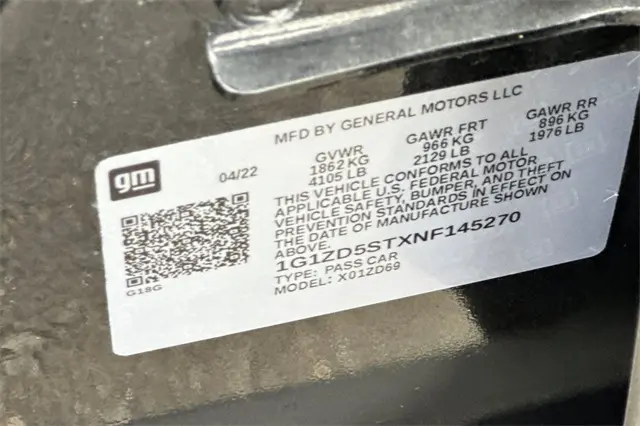 MFD BY GENERAL MOTORS LLC
gm
04/22
GVWR
1862 KG
4105 LB
GAWR FRT
966 KG
2129 LB
GAWR RR
896 KG
1976 LB
THIS VEHICLE CONFORMS TO ALL
APPLICABLE U.S. FEDERAL MOTOR
VEHICLE SAFETY, BUMPER, AND THEFT
PREVENTION STANDARDS IN EFFECT ON
THE DATE OF MANUFACTURE SHOWN
ABOVE.
1G1ZD5STXNF145270
TYPE: PASS CAR
MODEL: X01ZD69
G18G